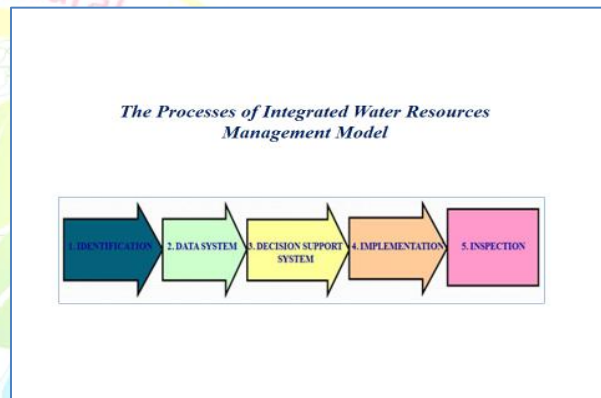 The Processes of Integrated Water Resources
Management Model
1. IDENTIFICATION
2. DATA SYSTEM
3. DECISION SUPPORT
SYSTEM
4. IMPLEMENTATION
5. INSPECTION